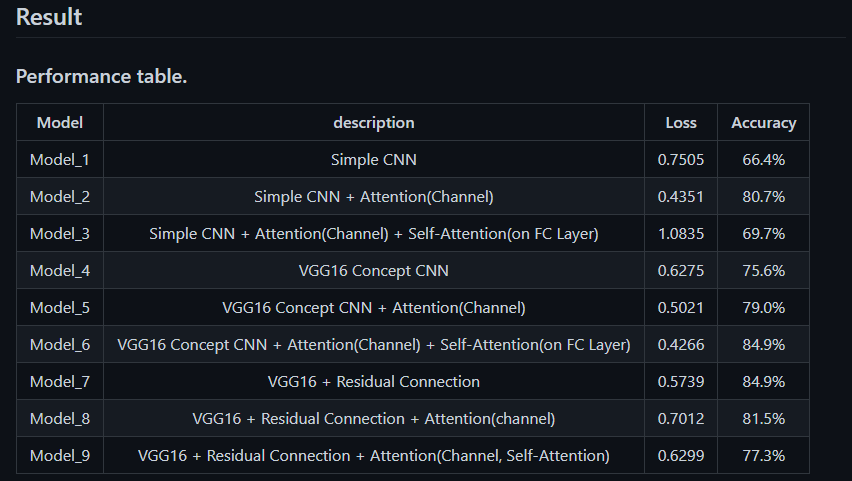 Result
Performance table.
Model description Loss Accuracy
Model_1 Simple CNN 0.7505 66.4%
Model_2 Simple CNN + Attention(Channel) 0.4351 80.7%
Model_3 Simple CNN + Attention(Channel) + Self-Attention(on FC Layer) 1.0835 69.7%
Model_4 VGG16 Concept CNN 0.6275 75.6%
Model_5 VGG16 Concept CNN + Attention(Channel) 0.5021 79.0%
Model_6 VGG16 Concept CNN + Attention(Channel) + Self-Attention(on FC Layer) 0.4266 84.9%
Model_7 VGG16 + Residual Connection 0.5739 84.9%
Model_8 VGG16 + Residual Connection + Attention(channel) 0.7012 81.5%
Model_9 VGG16 + Residual Connection + Attention(Channel, Self-Attention) 0.6299 77.3%